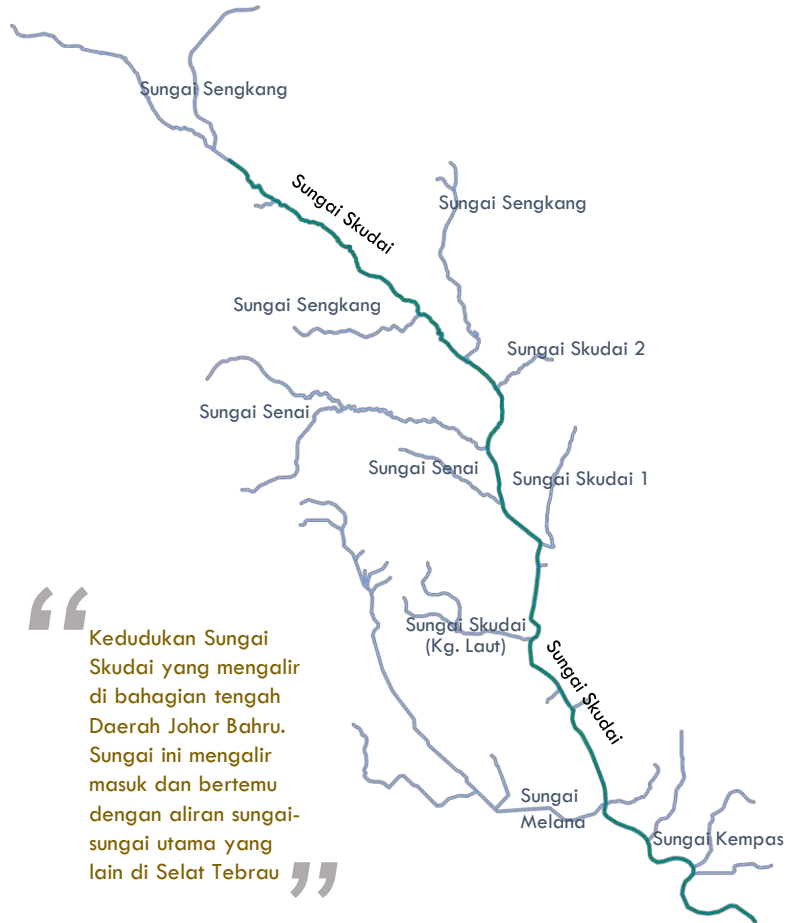 Sungai Sengkang
Sungai Skudai
Sungai Sengkang
Sungai Sengkang
Sungai Skudai 2
Sungai Senai
Sungai Senai
Sungai Skudai 1
Sungai Skudai
(Kg. Laut)
Sungai Skudai
Sungai
Melana
Sungai Kempas
“
Kedudukan Sungai
Skudai yang mengalir
di bahagian tengah
Daerah Johor Bahru.
Sungai ini mengalir
masuk dan bertemu
dengan aliran sungai-
sungai utama yang
lain di Selat Tebrau ”